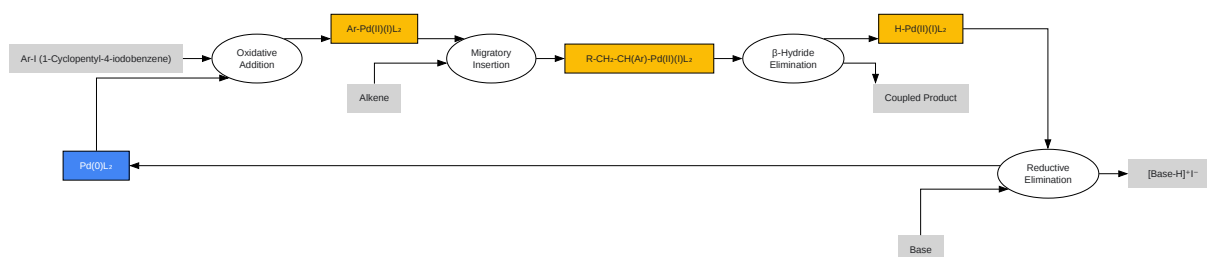 Ar-I (1-Cyclopentyl-4-iodobenzene)
Oxidative
Addition
Ar-Pd(II)(I)L₂
Migratory
Insertion
Alkene
R-CH₂-CH(Ar)-Pd(II)(I)L₂
β-Hydride
Elimination
H-Pd(II)(I)L₂
Coupled Product
Pd(0)L₂
Reductive
Elimination
[Base-H]⁺I⁻
Base